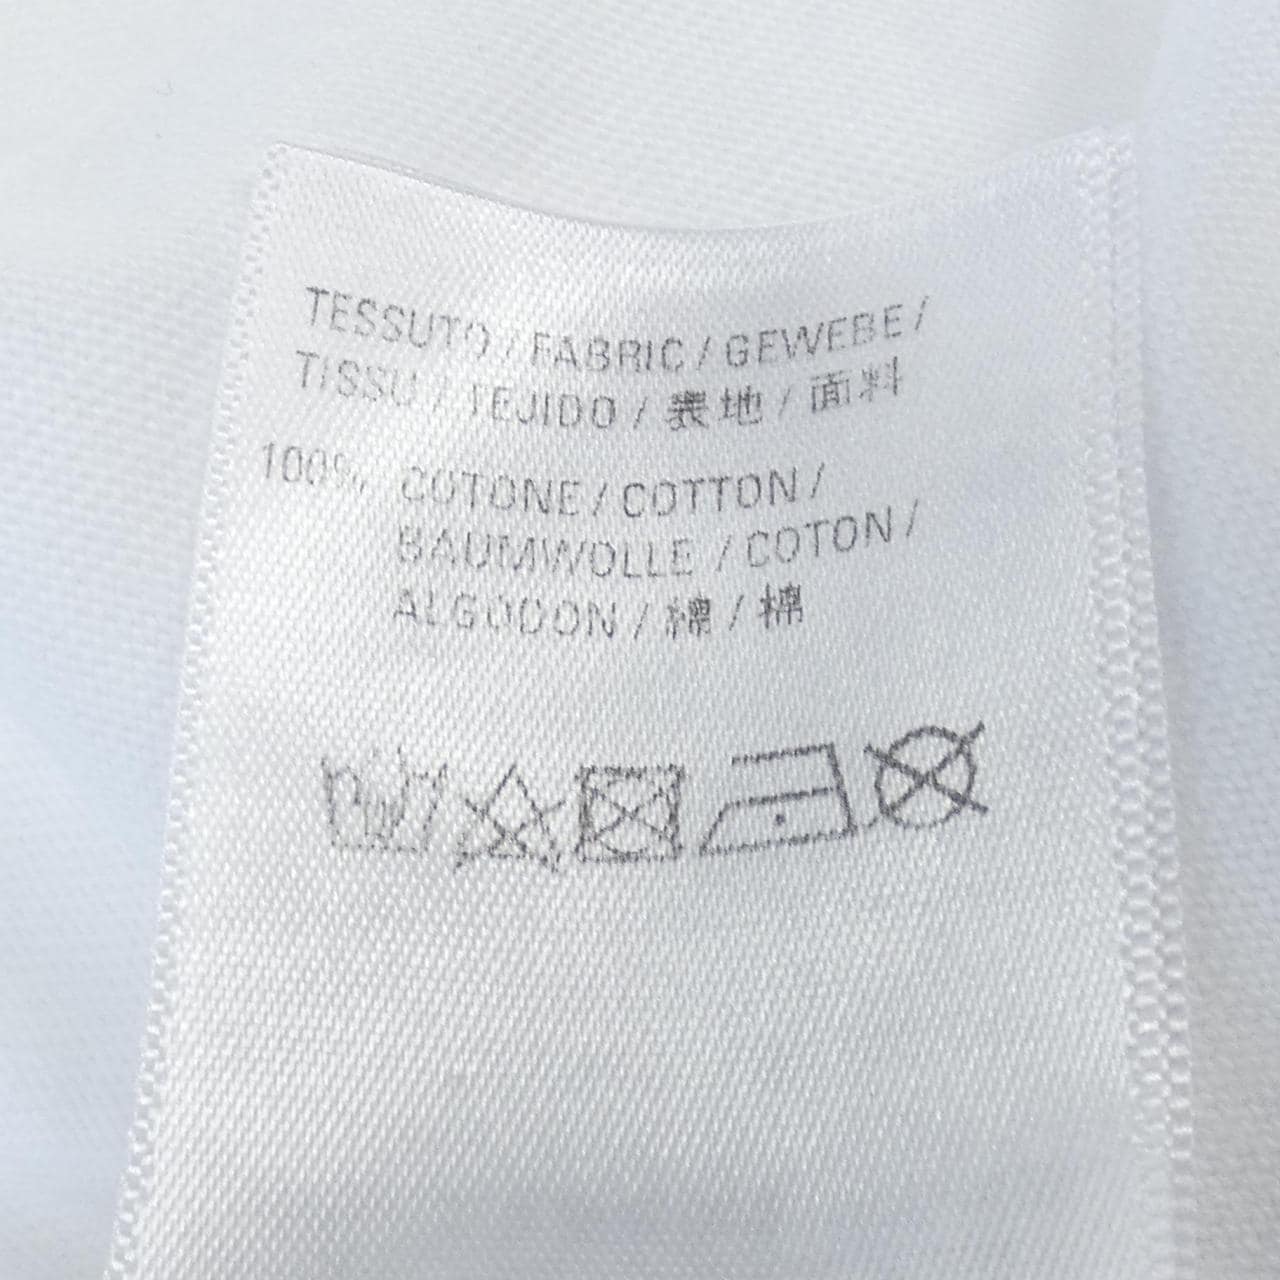 TESSUTO / FABRIC / GEWEBE /
TISSU / TEJIDO / 表地 / 面料
100% COTONE / COTTON /
BAUMWOLLE / COTON /
ALGODON / 綿 / 棉